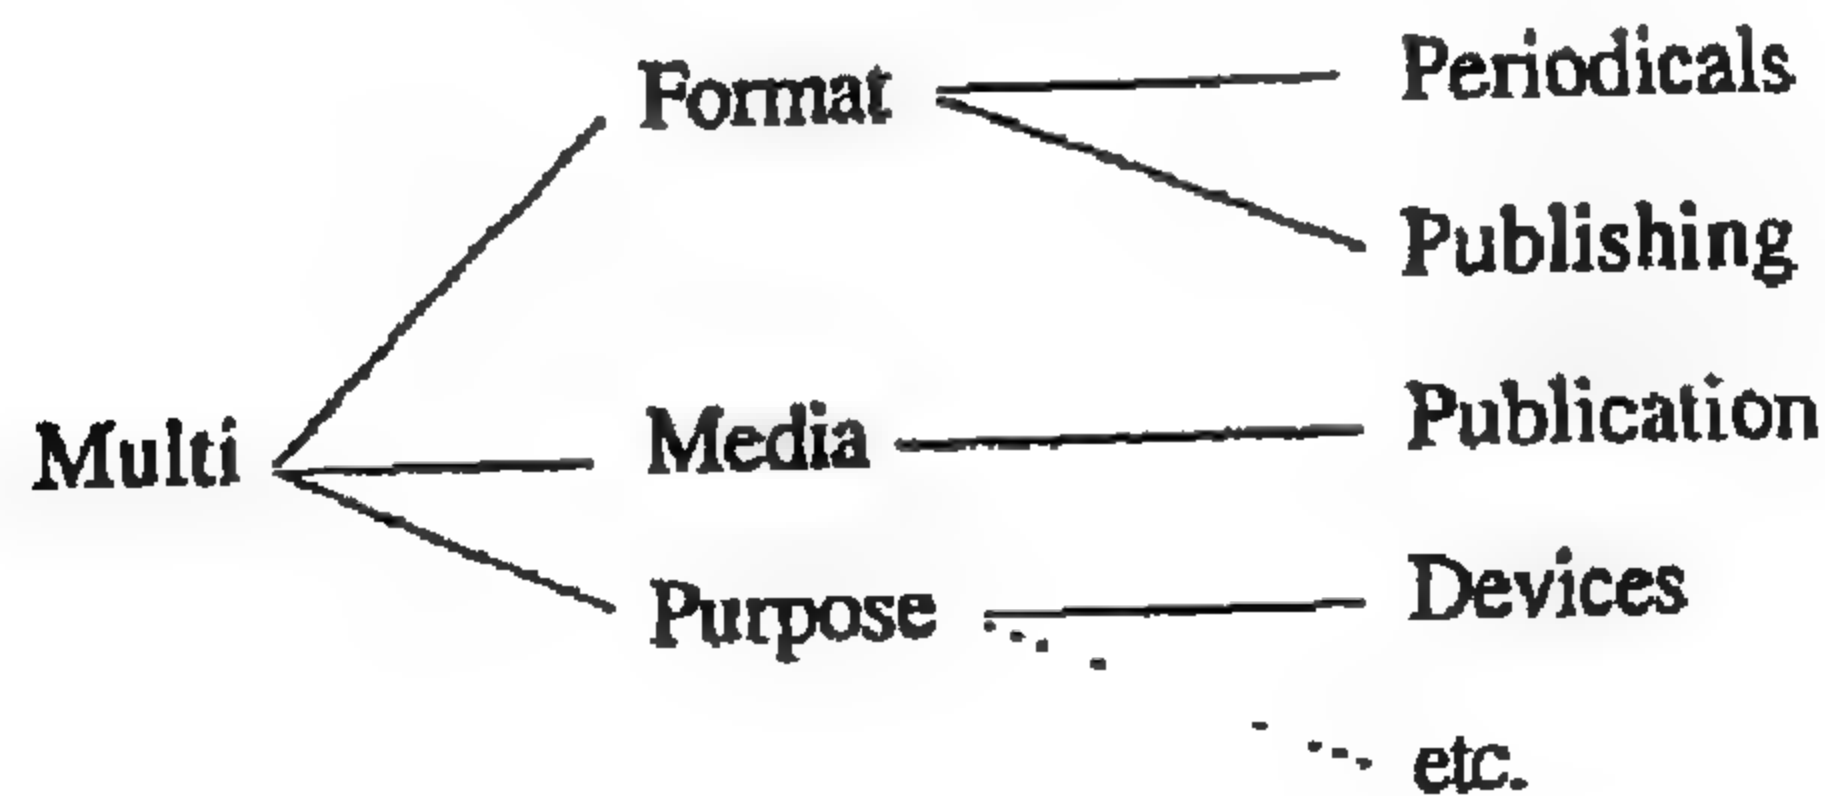 Format
Periodicals
Publishing
Multi
Media
Publication
Purpose
Devices
etc.